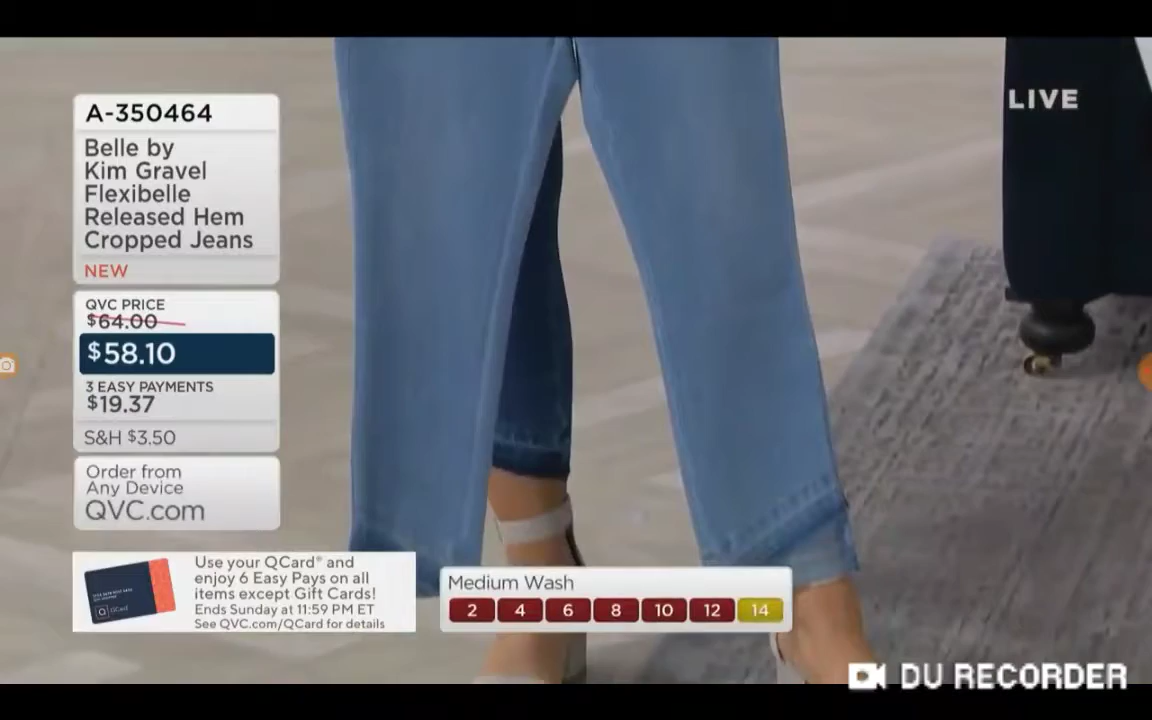 A-350464
Belle by
Kim Gravel
Flexibelle
Released Hem
Cropped Jeans
NEW
QVC PRICE
$64.00
$58.10
3 EASY PAYMENTS
$19.37
S&H $3.50
Order from
Any Device
QVC.com
Use your QCard® and
enjoy 6 Easy Pays on all
items except Gift Cards!
Ends Sunday at 11:59 PM ET
See QVC.com/QCard for details
Q QCard
Medium Wash
2 4 6 8 10 12 14
LIVE
DU RECORDER